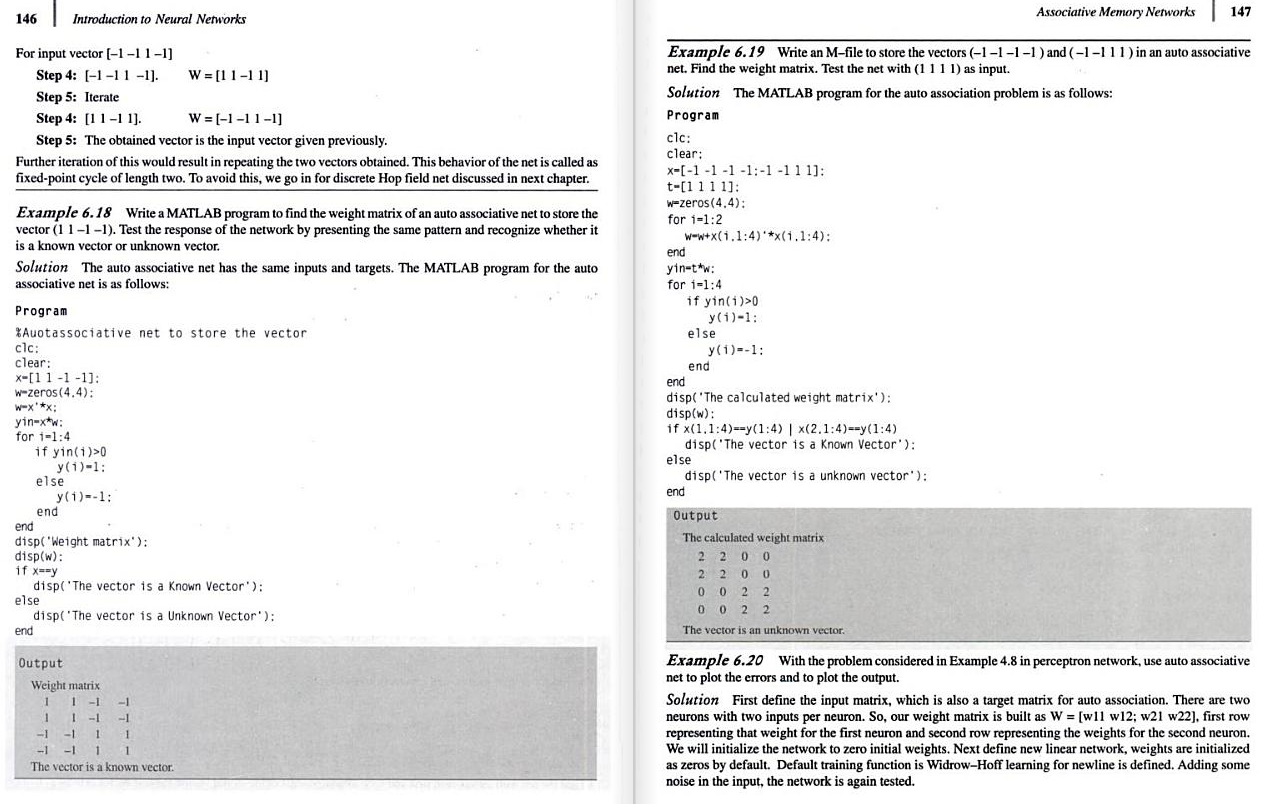 146 | Introduction to Neural Networks
For input vector [–1 –1 1 –1]
Step 4: [–1 –1 1 –1]. W = [1 1 –1 1]
Step 5: Iterate
Step 4: [1 1 –1 1]. W = [–1 –1 1 –1]
Step 5: The obtained vector is the input vector given previously.
Further iteration of this would result in repeating the two vectors obtained. This behavior of the net is called as
fixed-point cycle of length two. To avoid this, we go in for discrete Hop field net discussed in next chapter.
Example 6.18 Write a MATLAB program to find the weight matrix of an auto associative net to store the
vector (1 1 –1 –1). Test the response of the network by presenting the same pattern and recognize whether it
is a known vector or unknown vector.
Solution The auto associative net has the same inputs and targets. The MATLAB program for the auto
associative net is as follows:
Program
%Auotassociative net to store the vector
clc;
clear;
x=[1 1 -1 -1];
w=zeros(4,4);
w=x'*x;
yin=x*w;
for i=1:4
if yin(i)>0
y(i)=1;
else
y(i)=-1;
end
end
disp('Weight matrix');
disp(w);
if x==y
disp('The vector is a Known Vector');
else
disp('The vector is a Unknown Vector');
end
Output
Weight matrix
1 1 –1 –1
1 1 –1 –1
–1 –1 1 1
–1 –1 1 1
The vector is a known vector.
Associative Memory Networks | 147
Example 6.19 Write an M–file to store the vectors (–1 –1 –1 –1 ) and ( –1 –1 1 1 ) in an auto associative
net. Find the weight matrix. Test the net with (1 1 1 1) as input.
Solution The MATLAB program for the auto association problem is as follows:
Program
clc;
clear;
x=[-1 -1 -1 -1;-1 -1 1 1];
t=[1 1 1 1];
w=zeros(4,4);
for i=1:2
w=w+x(i,1:4)'*x(i,1:4);
end
yin=t*w;
for i=1:4
if yin(i)>0
y(i)=1;
else
y(i)=-1;
end
end
disp('The calculated weight matrix');
disp(w);
if x(1,1:4)==y(1:4) | x(2,1:4)==y(1:4)
disp('The vector is a Known Vector');
else
disp('The vector is a unknown vector');
end
Output
The calculated weight matrix
2 2 0 0
2 2 0 0
0 0 2 2
0 0 2 2
The vector is an unknown vector.
Example 6.20 With the problem considered in Example 4.8 in perceptron network, use auto associative
net to plot the errors and to plot the output.
Solution First define the input matrix, which is also a target matrix for auto association. There are two
neurons with two inputs per neuron. So, our weight matrix is built as W = [w11 w12; w21 w22], first row
representing that weight for the first neuron and second row representing the weights for the second neuron.
We will initialize the network to zero initial weights. Next define new linear network, weights are initialized
as zeros by default. Default training function is Widrow–Hoff learning for newline is defined. Adding some
noise in the input, the network is again tested.